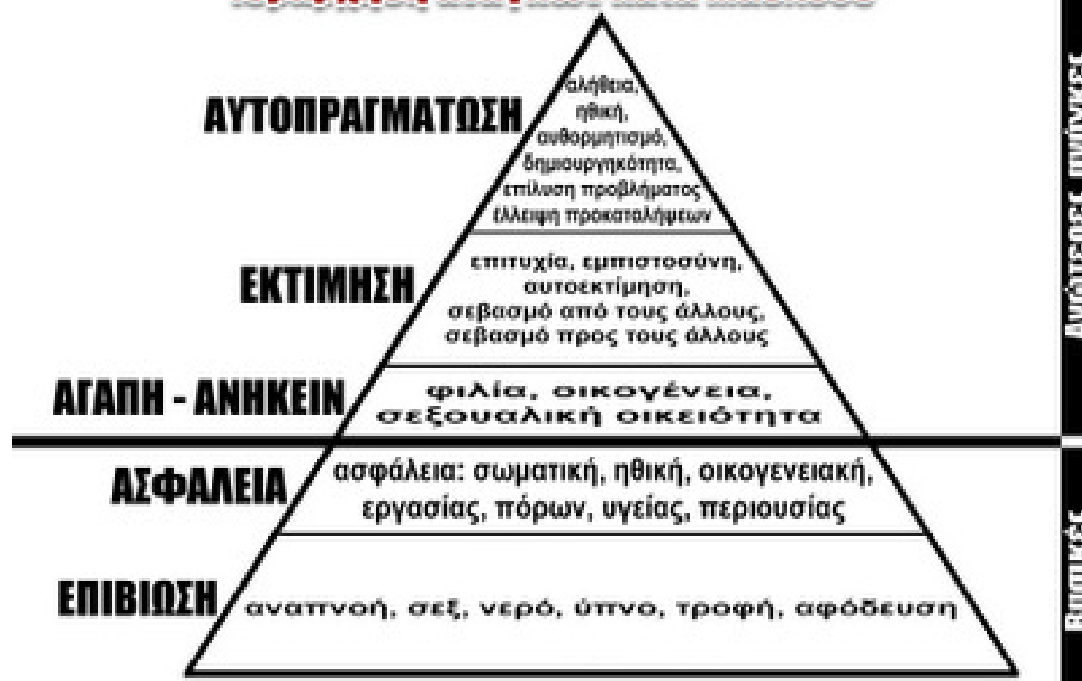 ΑΥΤΟΠΡΑΓΜΑΤΩΣΗ
αλήθεια,
ηθική,
αυθορμητισμό,
δημιουργηκότητα,
επίλυση προβλήματος
έλλειψη προκαταλήψεων
ΕΚΤΙΜΗΣΗ
επιτυχία, εμπιστοσύνη,
αυτοεκτίμηση,
σεβασμό από τους άλλους,
σεβασμό προς τους άλλους
ΑΓΑΠΗ - ΑΝΗΚΕΙΝ
φιλία, οικογένεια,
σεξουαλική οικειότητα
ΑΣΦΑΛΕΙΑ
ασφάλεια: σωματική, ηθική, οικογενειακή,
εργασίας, πόρων, υγείας, περιουσίας
ΕΠΙΒΙΩΣΗ
αναπνοή, σεξ, νερό, ύπνο, τροφή, αφόδευση